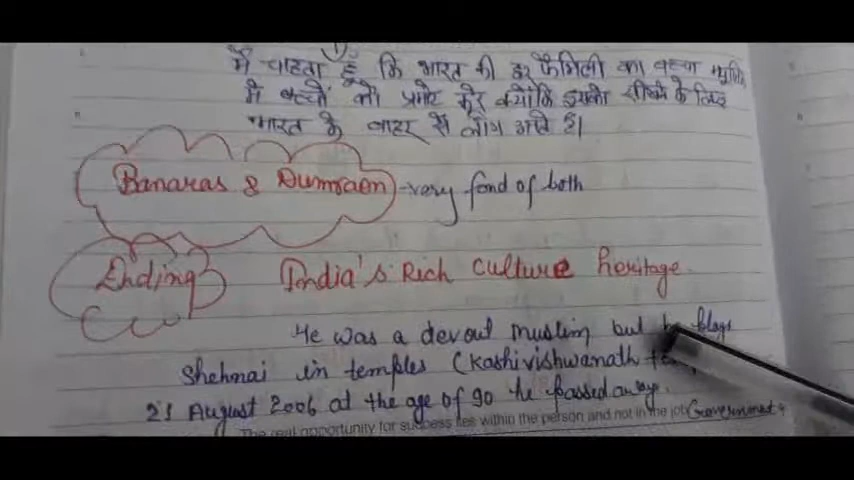 मैं चाहता हूँ कि भारत की हर फैमिली का बच्चा
में बच्चों को प्रमोट करें क्योंकि इसको सीखने के लिए
भारत के बाहर से लोग आते हैं।
Banaras & Dumraon - very fond of both
Ending India's Rich culture heritage
He was a devout muslim but he plays
shehnai in temples (Kashivishwanath
21 August 2006 at the age of 90 he passed away.
The real opportunity for success lies within the person and not in the job Government